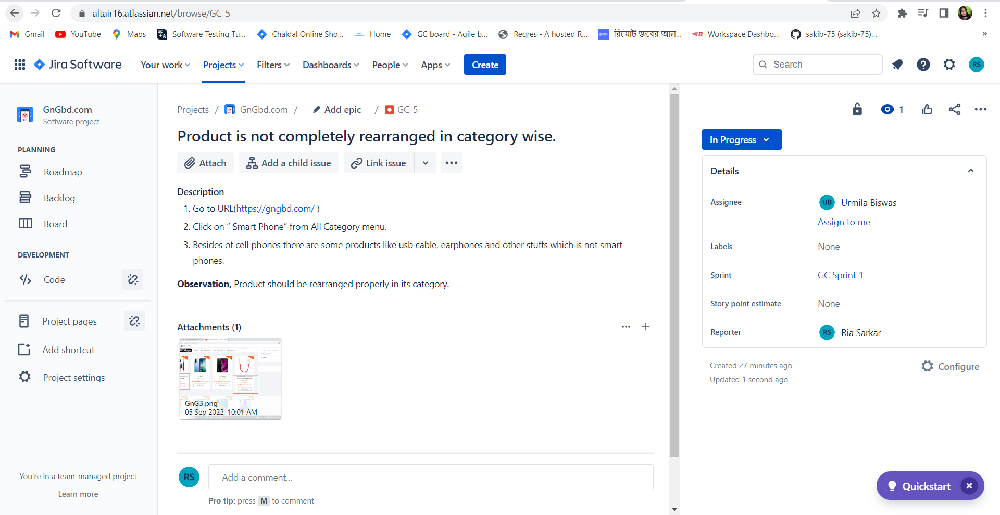 altair16.atlassian.net/browse/GC-5
Gmail
YouTube
Maps
Software Testing Tu...
Chaldal Online Sho...
Home
GC board - Agile b...
Reqres - A hosted R...
রিমোট জবের আল...
Workspace Dashbo...
sakib-75 (sakib-75)...
»
Jira Software
Your work
Projects
Filters
Dashboards
People
Apps
Create
Search
RS
GnGbd.com
Software project
PLANNING
Roadmap
Backlog
Board
DEVELOPMENT
Code
Project pages
Add shortcut
Project settings
You're in a team-managed project
Learn more
Projects / GnGbd.com / Add epic / GC-5
Product is not completely rearranged in category wise.
Attach
Add a child issue
Link issue
Description
1. Go to URL(https://gngbd.com/ )
2. Click on “ Smart Phone” from All Category menu.
3. Besides of cell phones there are some products like usb cable, earphones and other stuffs which is not smart
phones.
Observation, Product should be rearranged properly in its category.
Attachments (1)
GnG3.png
05 Sep 2022, 10:01 AM
RS
Add a comment...
Pro tip: press M to comment
1
In Progress
Details
Assignee
UB Urmila Biswas
Assign to me
Labels
None
Sprint
GC Sprint 1
Story point estimate
None
Reporter
RS Ria Sarkar
Created 27 minutes ago
Updated 1 second ago
Configure
Quickstart